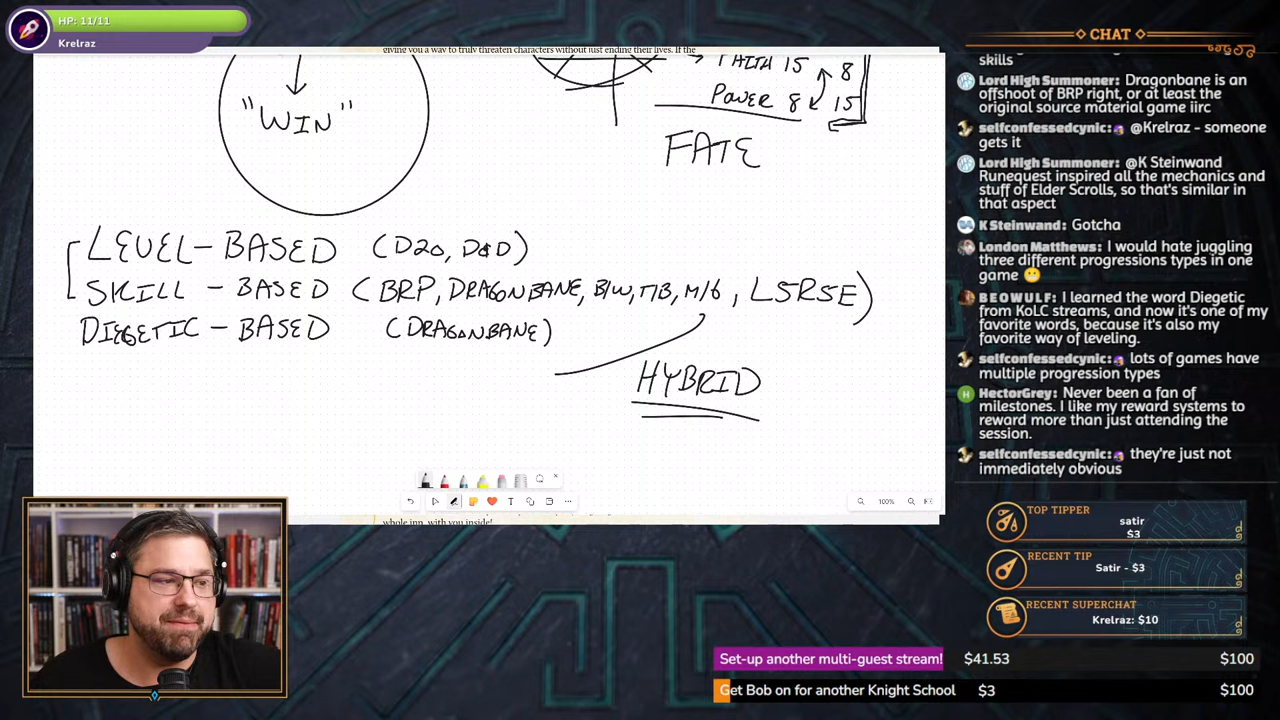 HP: 11/11
Krelraz
giving you a way to truly threaten characters without just ending their lives. If the
"WIN"
→ FAITH 15 8
POWER 8 15
FATE
LEVEL-BASED (D20, D&D)
SKILL-BASED (BRP, DRAGONBANE, B/W, T/B, M/G, LSRSE)
DIEGETIC-BASED (DRAGONBANE)
HYBRID
T
100%
whole inn, with you inside!
CHAT
skills
Lord High Summoner: Dragonbane is an
offshoot of BRP right, or at least the
original source material game iirc
selfconfessedcynic: @Krelraz - someone
gets it
Lord High Summoner: @K Steinwand
Runequest inspired all the mechanics and
stuff of Elder Scrolls, so that's similar in
that aspect
K Steinwand: Gotcha
London Matthews: I would hate juggling
three different progressions types in one
game 😬
BEOWULF: I learned the word Diegetic
from KoLC streams, and now it's one of my
favorite words, because it's also my
favorite way of leveling.
selfconfessedcynic: lots of games have
multiple progression types
H
HectorGrey: Never been a fan of
milestones. I like my reward systems to
reward more than just attending the
session.
selfconfessedcynic: they're just not
immediately obvious
TOP TIPPER
satir
$3
RECENT TIP
Satir - $3
RECENT SUPERCHAT
Krelraz: $10
Set-up another multi-guest stream! $41.53 $100
Get Bob on for another Knight School $3 $100